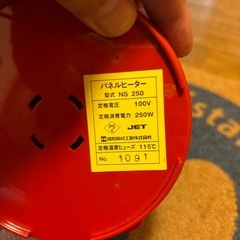 パネルヒーター
型式 NS 250
定格電圧 100V
定格消費電力 250W
JET
定格温度ヒューズ 115℃
No. 1091